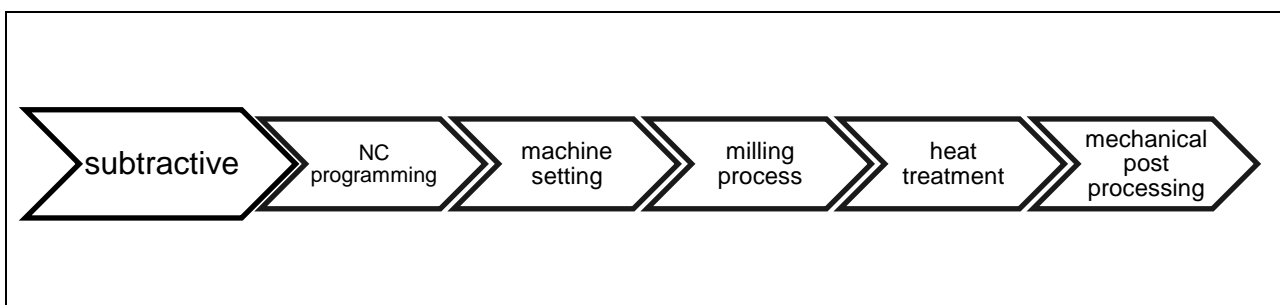 subtractive
NC
programming
machine
setting
milling
process
heat
treatment
mechanical
post
processing